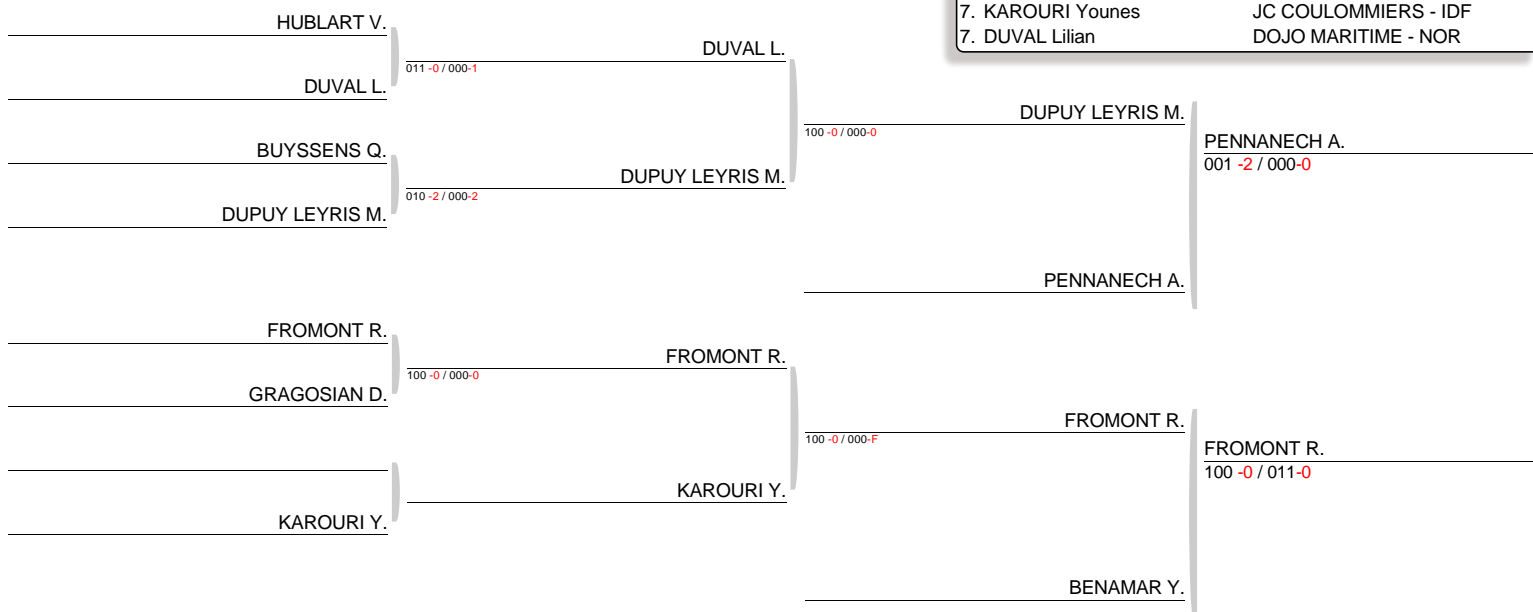 7. KAROURI Younes JC COULOMMIERS - IDF
7. DUVAL Lilian DOJO MARITIME - NOR
HUBLART V.
DUVAL L.
011 -0 / 000-1
DUVAL L.
BUYSSENS Q.
DUPUY LEYRIS M.
010 -2 / 000-2
DUPUY LEYRIS M.
DUPUY LEYRIS M.
100 -0 / 000-0
PENNANECH A.
PENNANECH A.
001 -2 / 000-0
FROMONT R.
GRAGOSIAN D.
FROMONT R.
100 -0 / 000-0
KAROURI Y.
KAROURI Y.
FROMONT R.
100 -0 / 000-F
BENAMAR Y.
FROMONT R.
100 -0 / 011-0